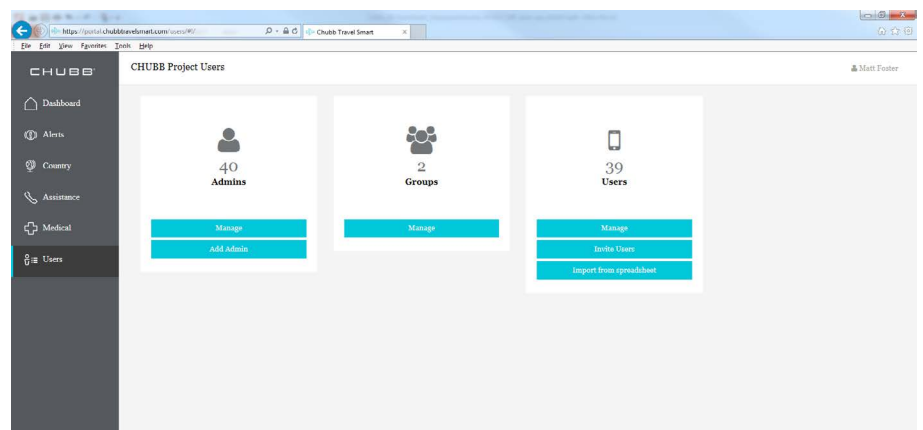 https://portal.chubbtravelsmart.com/users/#!/
Chubb Travel Smart
File Edit View Favorites Tools Help
CHUBB
CHUBB Project Users
Matt Foster
Dashboard
Alerts
Country
Assistance
Medical
Users
40
Admins
Manage
Add Admin
2
Groups
Manage
39
Users
Manage
Invite Users
Import from spreadsheet